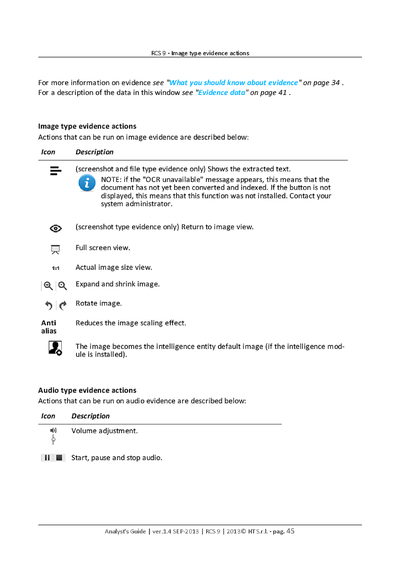 RCS 9 - Image type evidence actions
For more information on evidence see "What you should know about evidence" on page 34 .
For a description of the data in this window see "Evidence data" on page 41 .
Image type evidence actions
Actions that can be run on image evidence are described below:
Icon Description
(screenshot and file type evidence only) Shows the extracted text.
NOTE: if the "OCR unavailable" message appears, this means that the
document has not yet been converted and indexed. If the button is not
displayed, this means that this function was not installed. Contact your
system administrator.
(screenshot type evidence only) Return to image view.
Full screen view.
1:1 Actual image size view.
Expand and shrink image.
Rotate image.
Anti Reduces the image scaling effect.
alias
The image becomes the intelligence entity default image (if the intelligence mod-
ule is installed).
Audio type evidence actions
Actions that can be run on audio evidence are described below:
Icon Description
Volume adjustment.
Start, pause and stop audio.
Analyst's Guide | ver.1.4 SEP-2013 | RCS 9 | 2013© HT S.r.l. - pag. 45